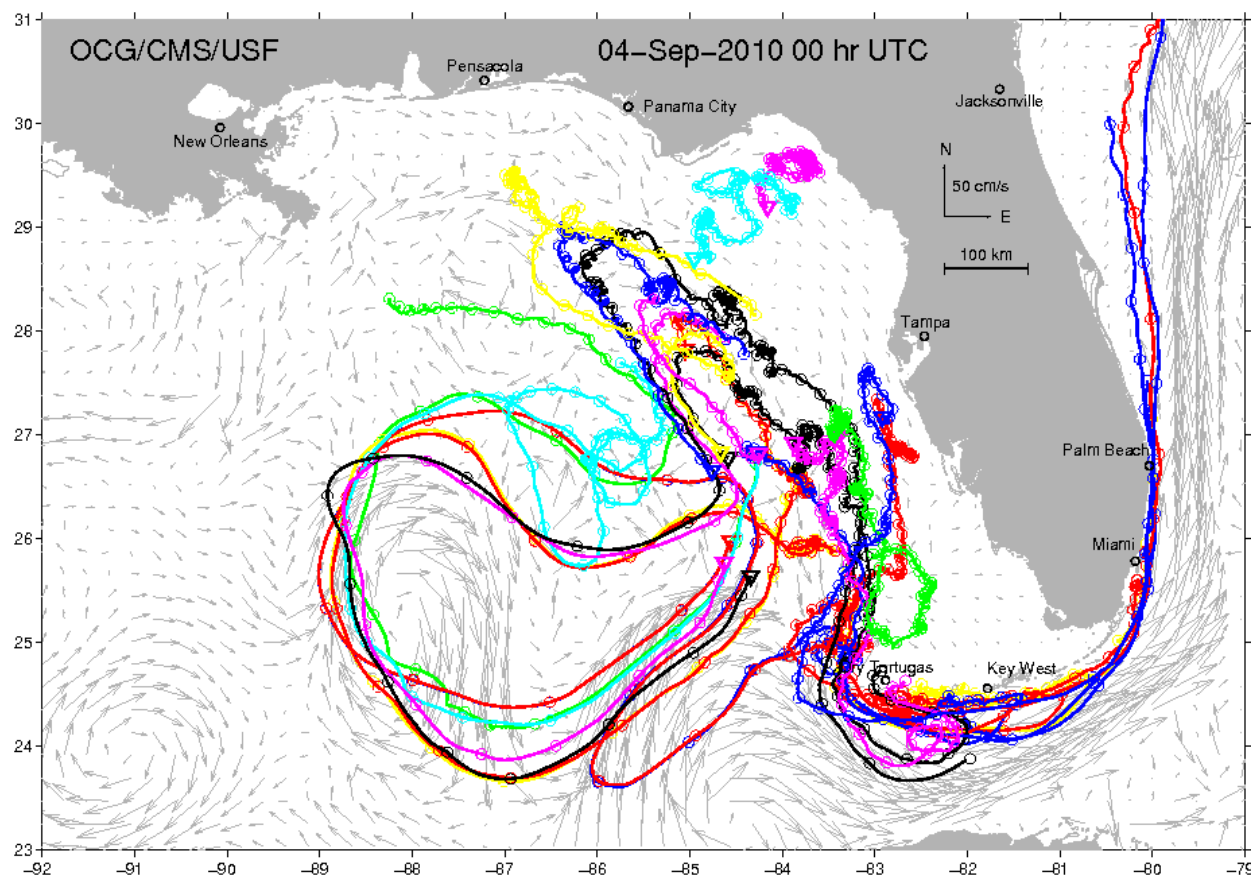 OCG/CMS/USF
04-Sep-2010 00 hr UTC
Pensacola
Panama City
Jacksonville
New Orleans
N
50 cm/s
E
100 km
Tampa
Palm Beach
Miami
Dry Tortugas
Key West
31
30
29
28
27
26
25
24
23
-92
-91
-90
-89
-88
-87
-86
-85
-84
-83
-82
-81
-80
-79